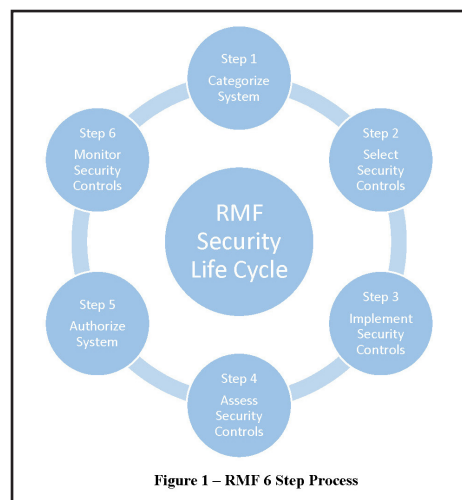 Step 1
Categorize
System
Step 2
Select
Security
Controls
Step 3
Implement
Security
Controls
Step 4
Assess
Security
Controls
Step 5
Authorize
System
Step 6
Monitor
Security
Controls
RMF
Security
Life Cycle
Figure 1 – RMF 6 Step Process